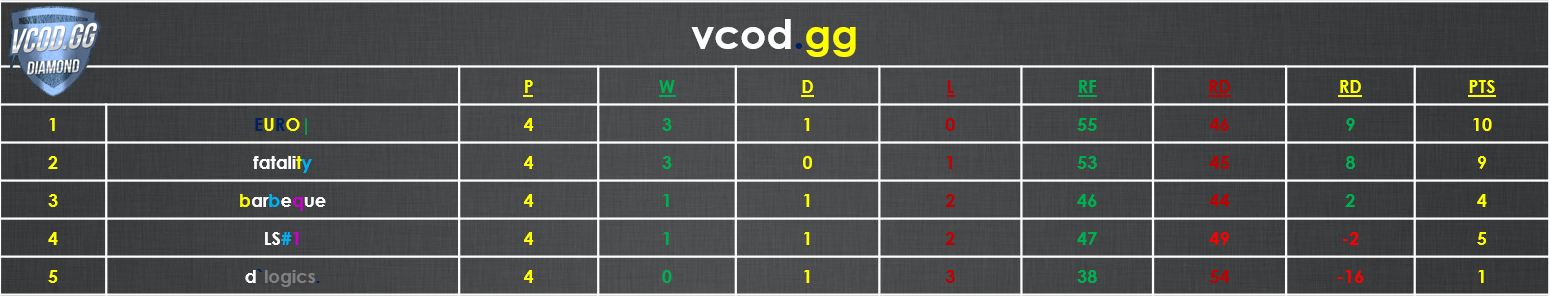 VCOD.GG
DIAMOND
vcod.gg
P W D L RF RD RD PTS
1 EURO| 4 3 1 0 55 46 9 10
2 fatality 4 3 0 1 53 45 8 9
3 barbeque 4 1 1 2 46 44 2 4
4 LS#1 4 1 1 2 47 49 -2 5
5 d`logics. 4 0 1 3 38 54 -16 1